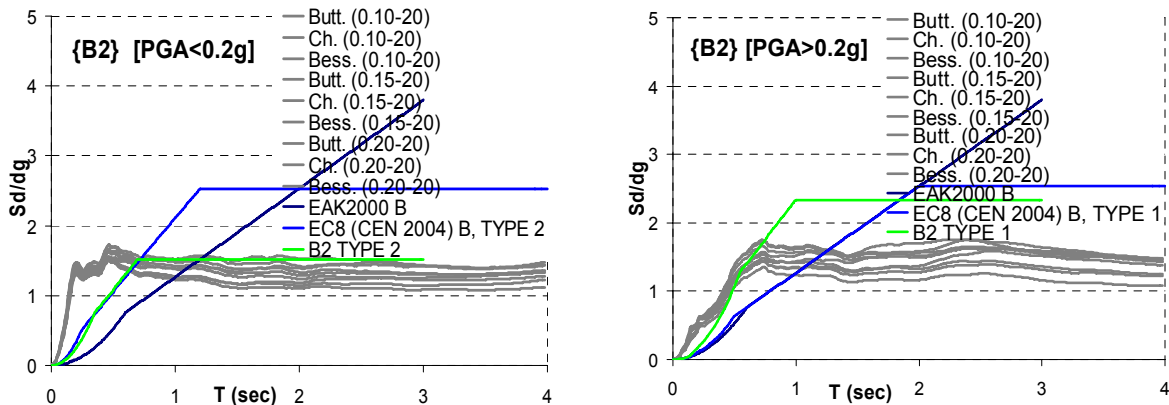 5
4
3
2
1
0
Sd/dg
{B2} [PGA<0.2g]
Butt. (0.10-20)
Ch. (0.10-20)
Bess. (0.10-20)
Butt. (0.15-20)
Ch. (0.15-20)
Bess. (0.15-20)
Butt. (0.20-20)
Ch. (0.20-20)
Bess. (0.20-20)
EAK2000 B
EC8 (CEN 2004) B, TYPE 2
B2 TYPE 2
0 1 2 3 4
T (sec)
5
4
3
2
1
0
Sd/dg
{B2} [PGA>0.2g]
Butt. (0.10-20)
Ch. (0.10-20)
Bess. (0.10-20)
Butt. (0.15-20)
Ch. (0.15-20)
Bess. (0.15-20)
Butt. (0.20-20)
Ch. (0.20-20)
Bess. (0.20-20)
EAK2000 B
EC8 (CEN 2004) B, TYPE 1
B2 TYPE 1
0 1 2 3 4
T (sec)